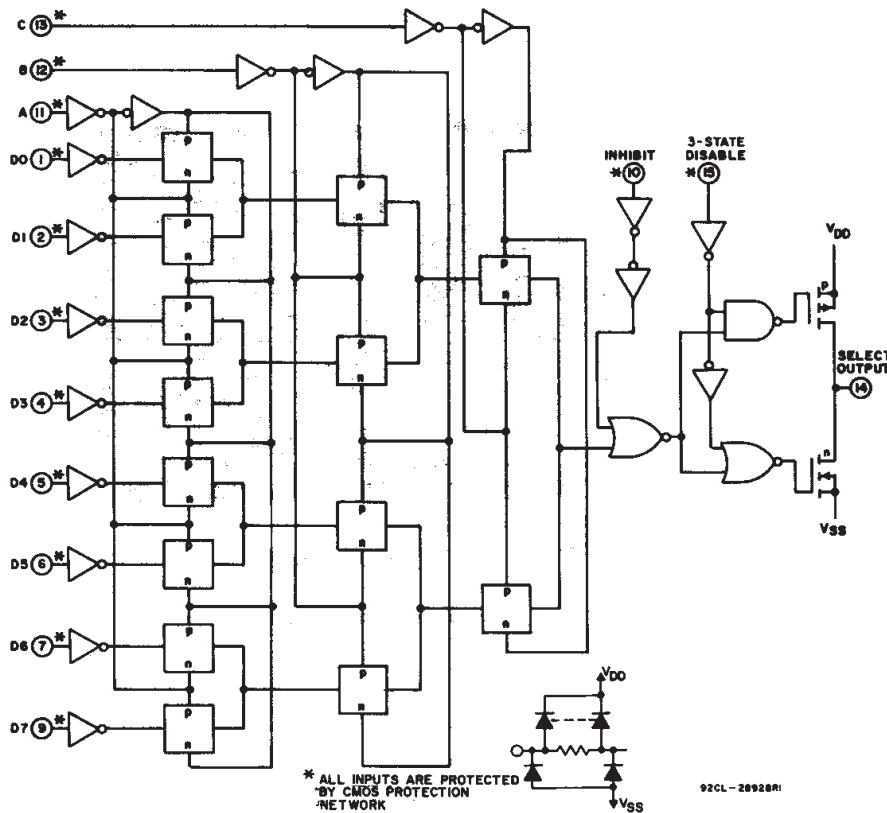 C 13 *
B 12 *
A 11 *
D0 1 *
D1 2 *
D2 3 *
D3 4 *
D4 5 *
D5 6 *
D6 7 *
D7 9 *
p
n
p
n
p
n
p
n
p
n
p
n
p
n
p
n
p
n
p
n
p
n
p
n
p
n
p
n
INHIBIT
* 10
3-STATE
DISABLE
* 15
VDD
p
SELECT
OUTPUT
14
n
VSS
VDD
VSS
* ALL INPUTS ARE PROTECTED
BY CMOS PROTECTION
NETWORK
92CL-28928R1